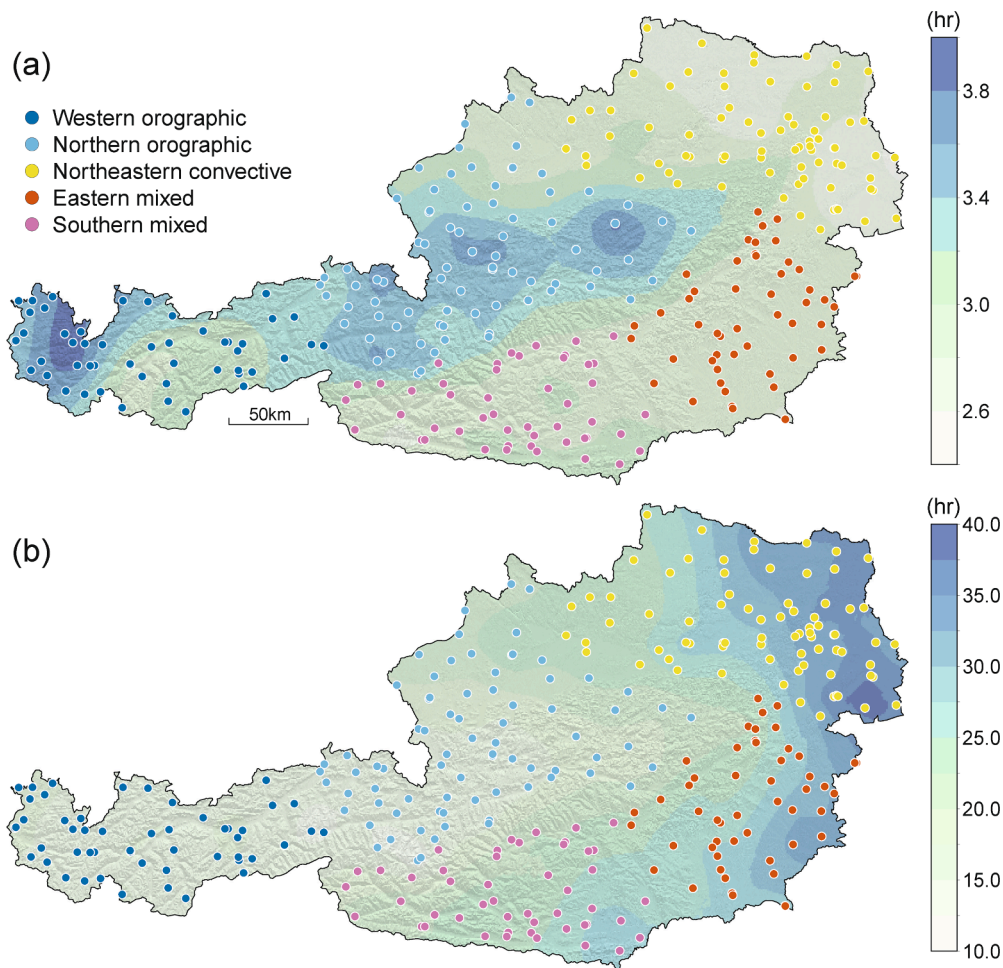 (a)
Western orographic
Northern orographic
Northeastern convective
Eastern mixed
Southern mixed
50km
(hr)
3.8
3.4
3.0
2.6
(b)
(hr)
40.0
35.0
30.0
25.0
20.0
15.0
10.0